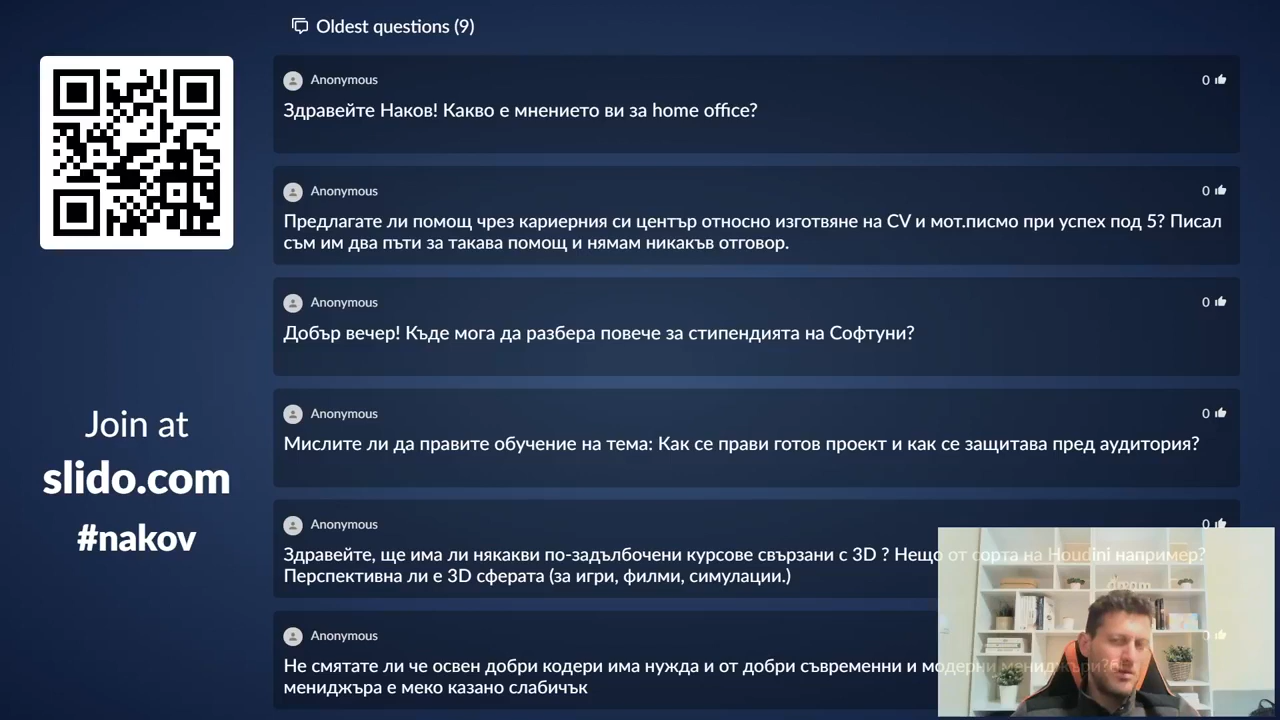 Oldest questions (9)
Anonymous
0
Здравейте Наков! Какво е мнението ви за home office?
Anonymous
0
Предлагате ли помощ чрез кариерния си център относно изготвяне на CV и мот.писмо при успех под 5? Писал
съм им два пъти за такава помощ и нямам никакъв отговор.
Anonymous
0
Добър вечер! Къде мога да разбера повече за стипендията на Софтуни?
Anonymous
0
Мислите ли да правите обучение на тема: Как се прави готов проект и как се защитава пред аудитория?
Anonymous
0
Здравейте, ще има ли някакви по-задълбочени курсове свързани с 3D ? Нещо от сорта на Houdini например?
Перспективна ли е 3D сферата (за игри, филми, симулации.)
Anonymous
0
Не смятате ли че освен добри кодери има нужда и от добри съвременни и модерни мениджъри?
мениджъра е меко казано слабичък
Join at
slido.com
#nakov
dream